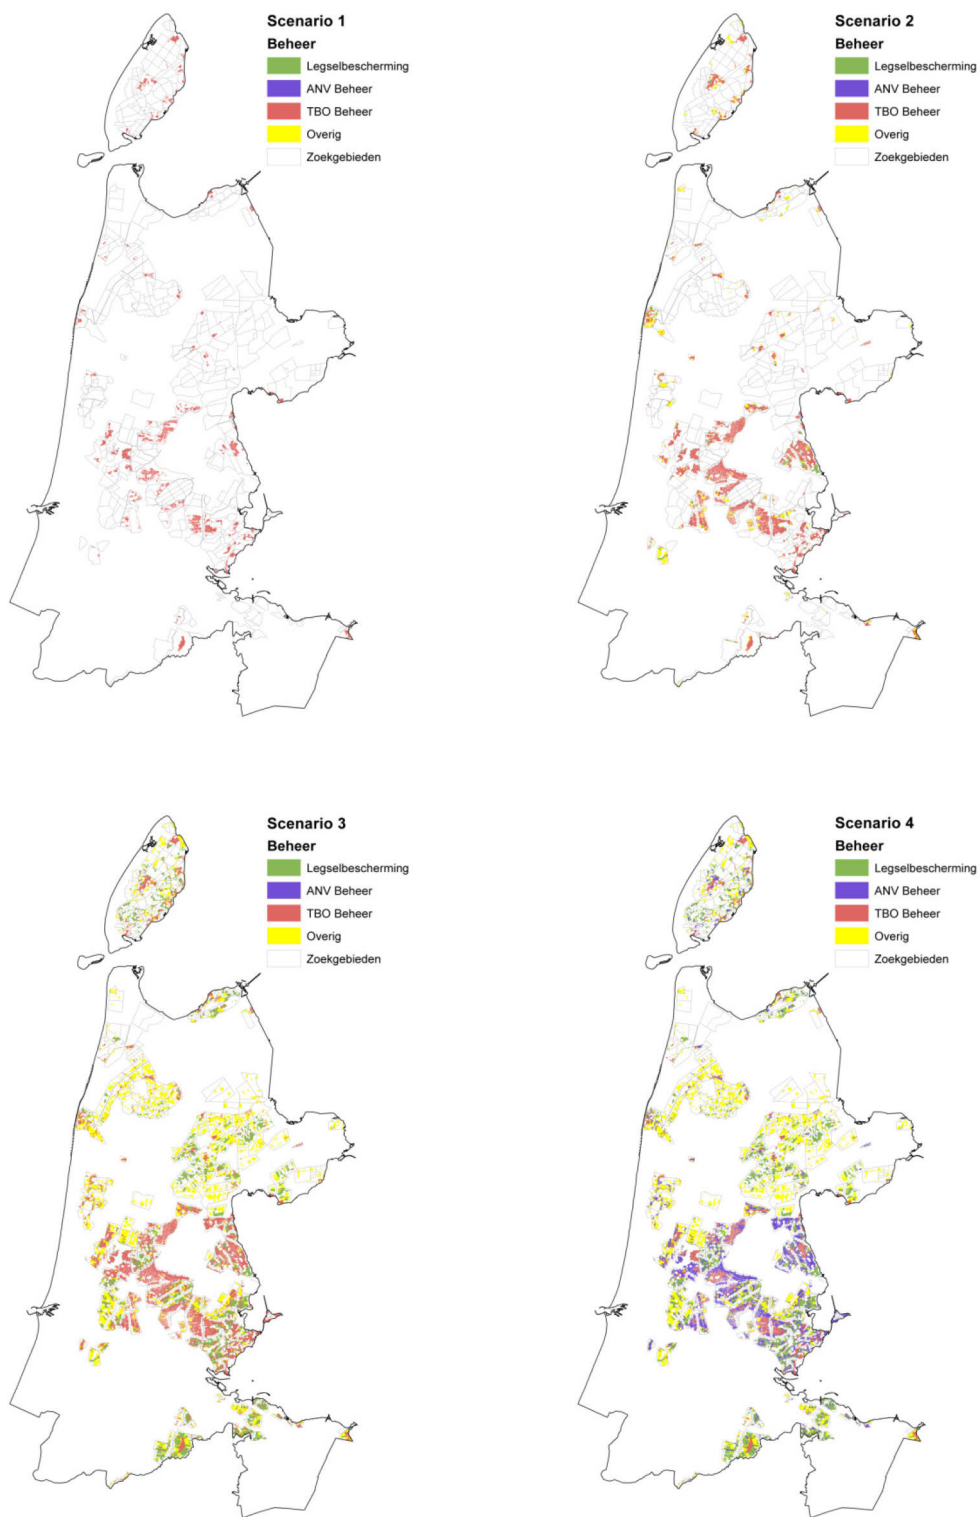 Scenario 1
Beheer
Legselbescherming
ANV Beheer
TBO Beheer
Overig
Zoekgebieden
Scenario 2
Beheer
Legselbescherming
ANV Beheer
TBO Beheer
Overig
Zoekgebieden
Scenario 3
Beheer
Legselbescherming
ANV Beheer
TBO Beheer
Overig
Zoekgebieden
Scenario 4
Beheer
Legselbescherming
ANV Beheer
TBO Beheer
Overig
Zoekgebieden